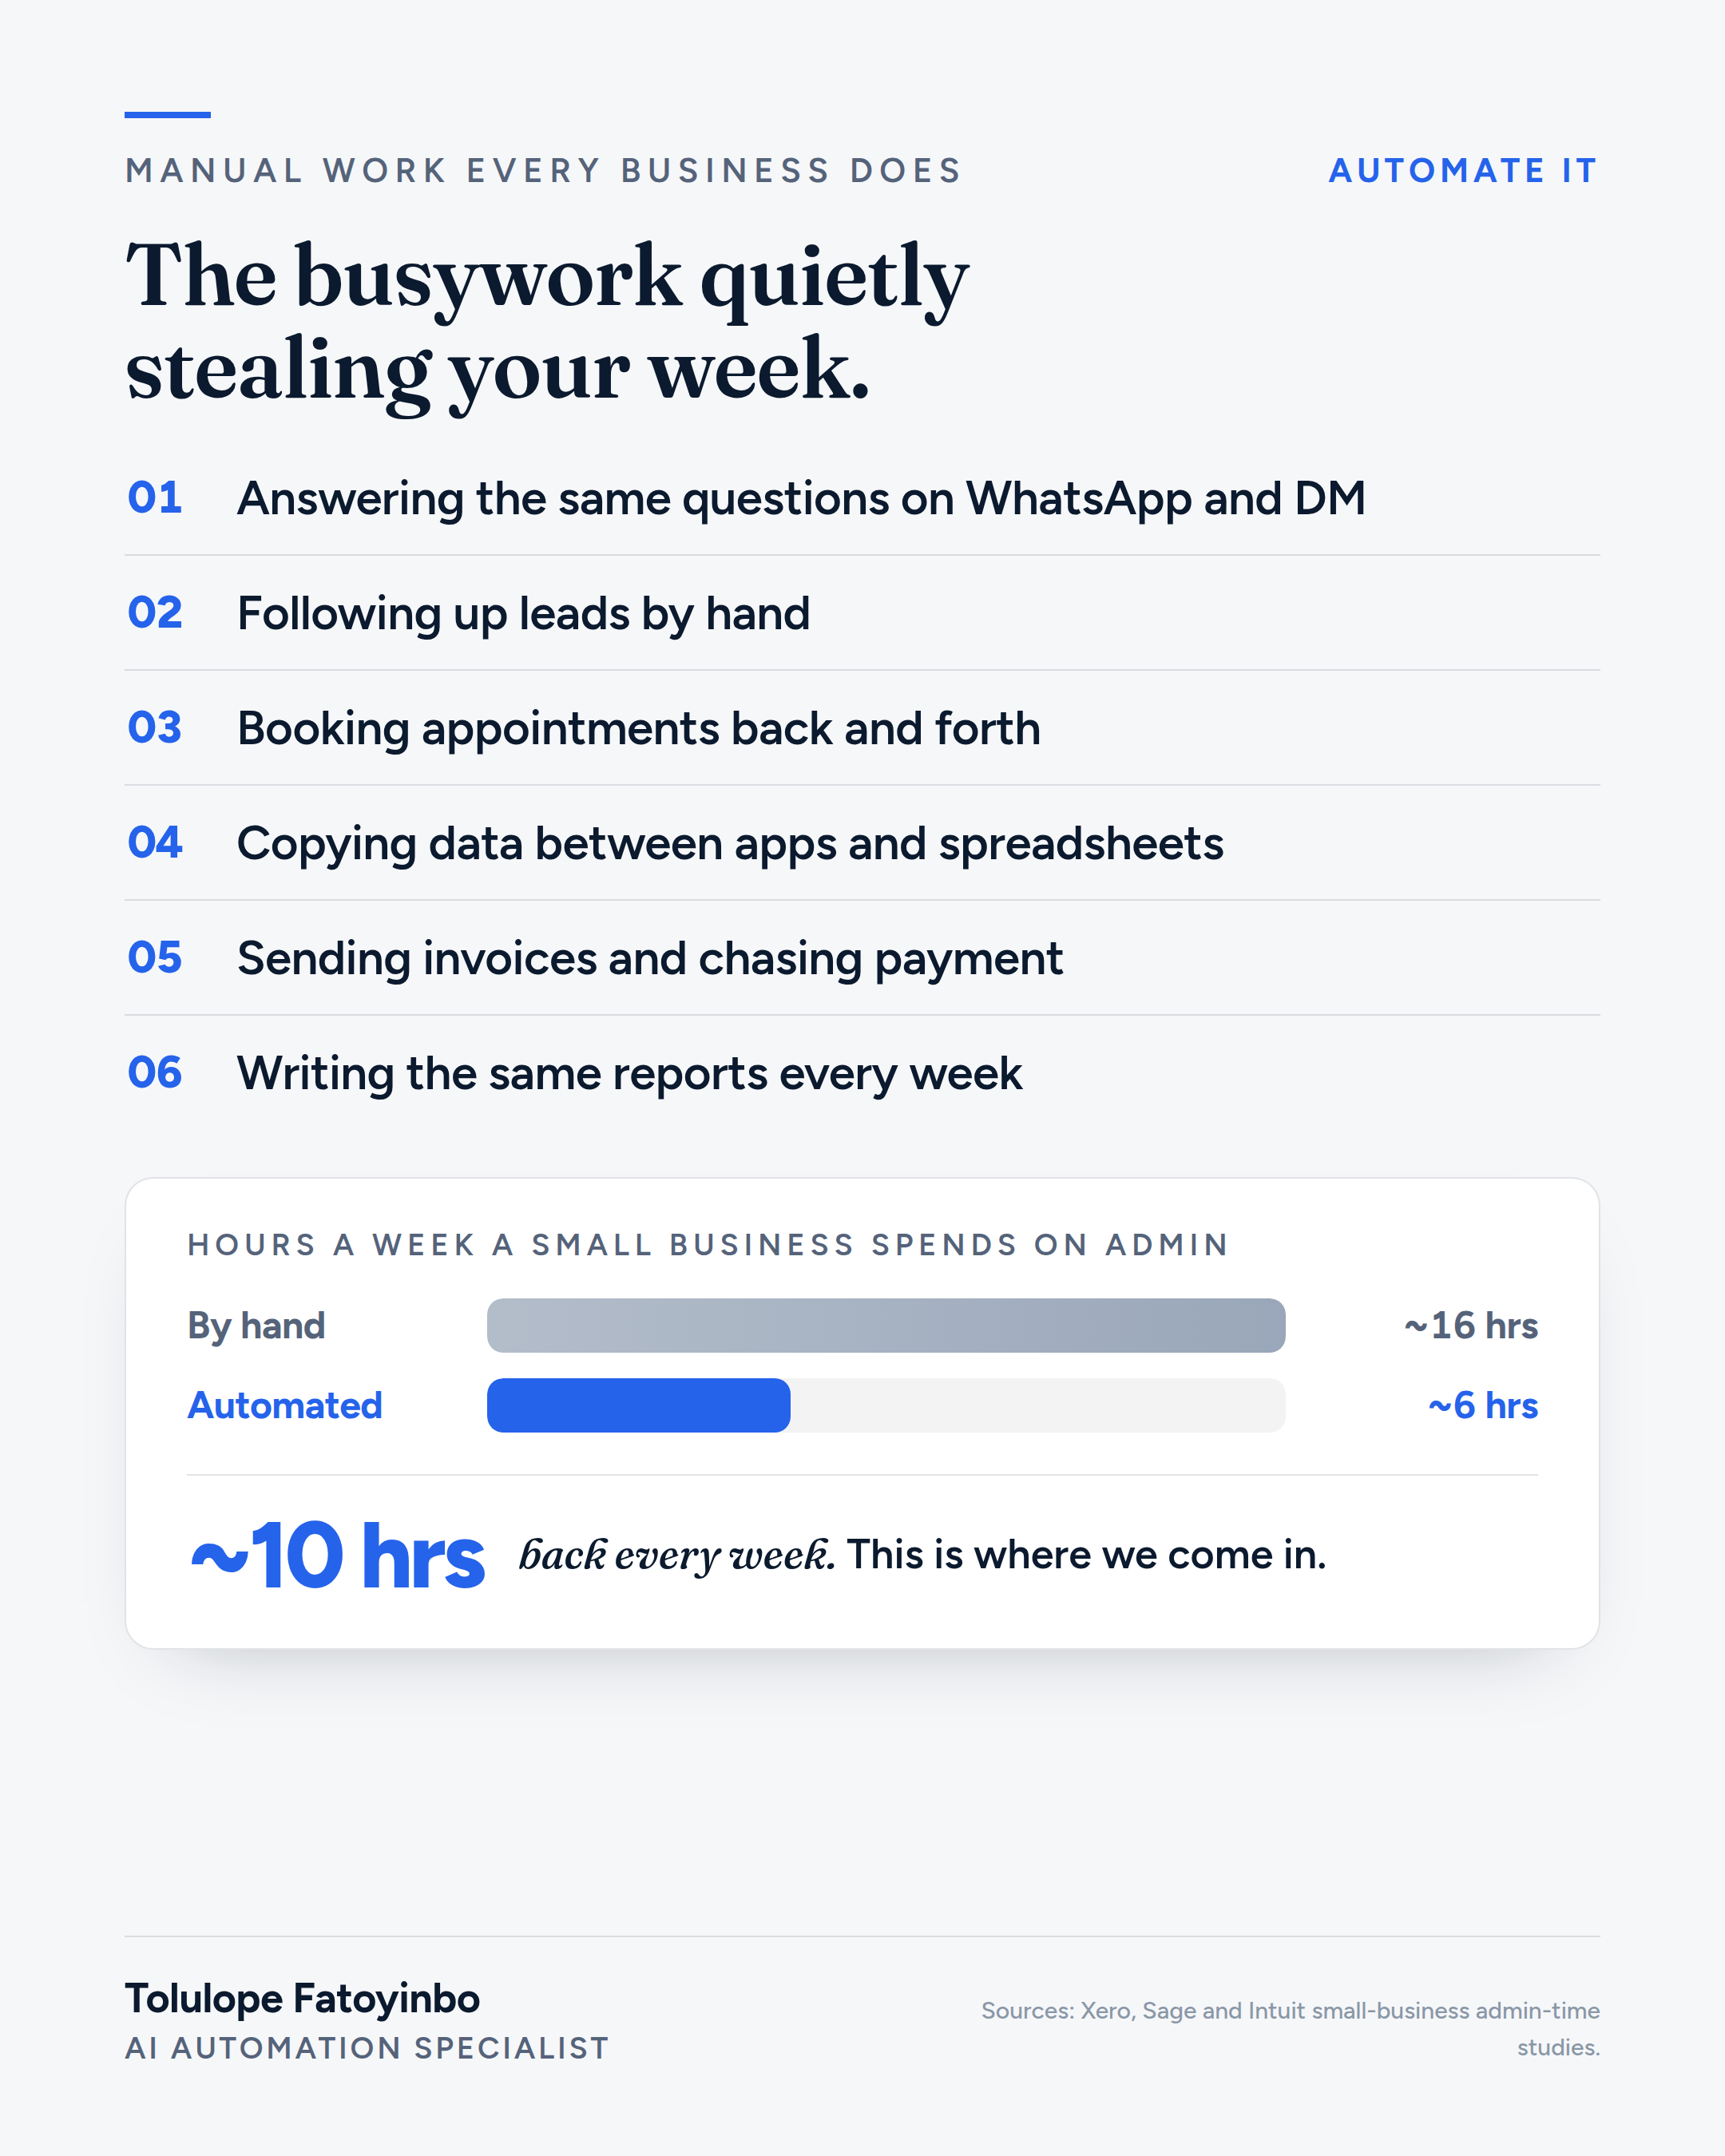 MANUAL WORK EVERY BUSINESS DOES
AUTOMATE IT
The busywork quietly
stealing your week.
01 Answering the same questions on WhatsApp and DM
02 Following up leads by hand
03 Booking appointments back and forth
04 Copying data between apps and spreadsheets
05 Sending invoices and chasing payment
06 Writing the same reports every week
HOURS A WEEK A SMALL BUSINESS SPENDS ON ADMIN
By hand ~16 hrs
Automated ~6 hrs
~10 hrs back every week. This is where we come in.
Tolulope Fatoyinbo
AI AUTOMATION SPECIALIST
Sources: Xero, Sage and Intuit small-business admin-time
studies.